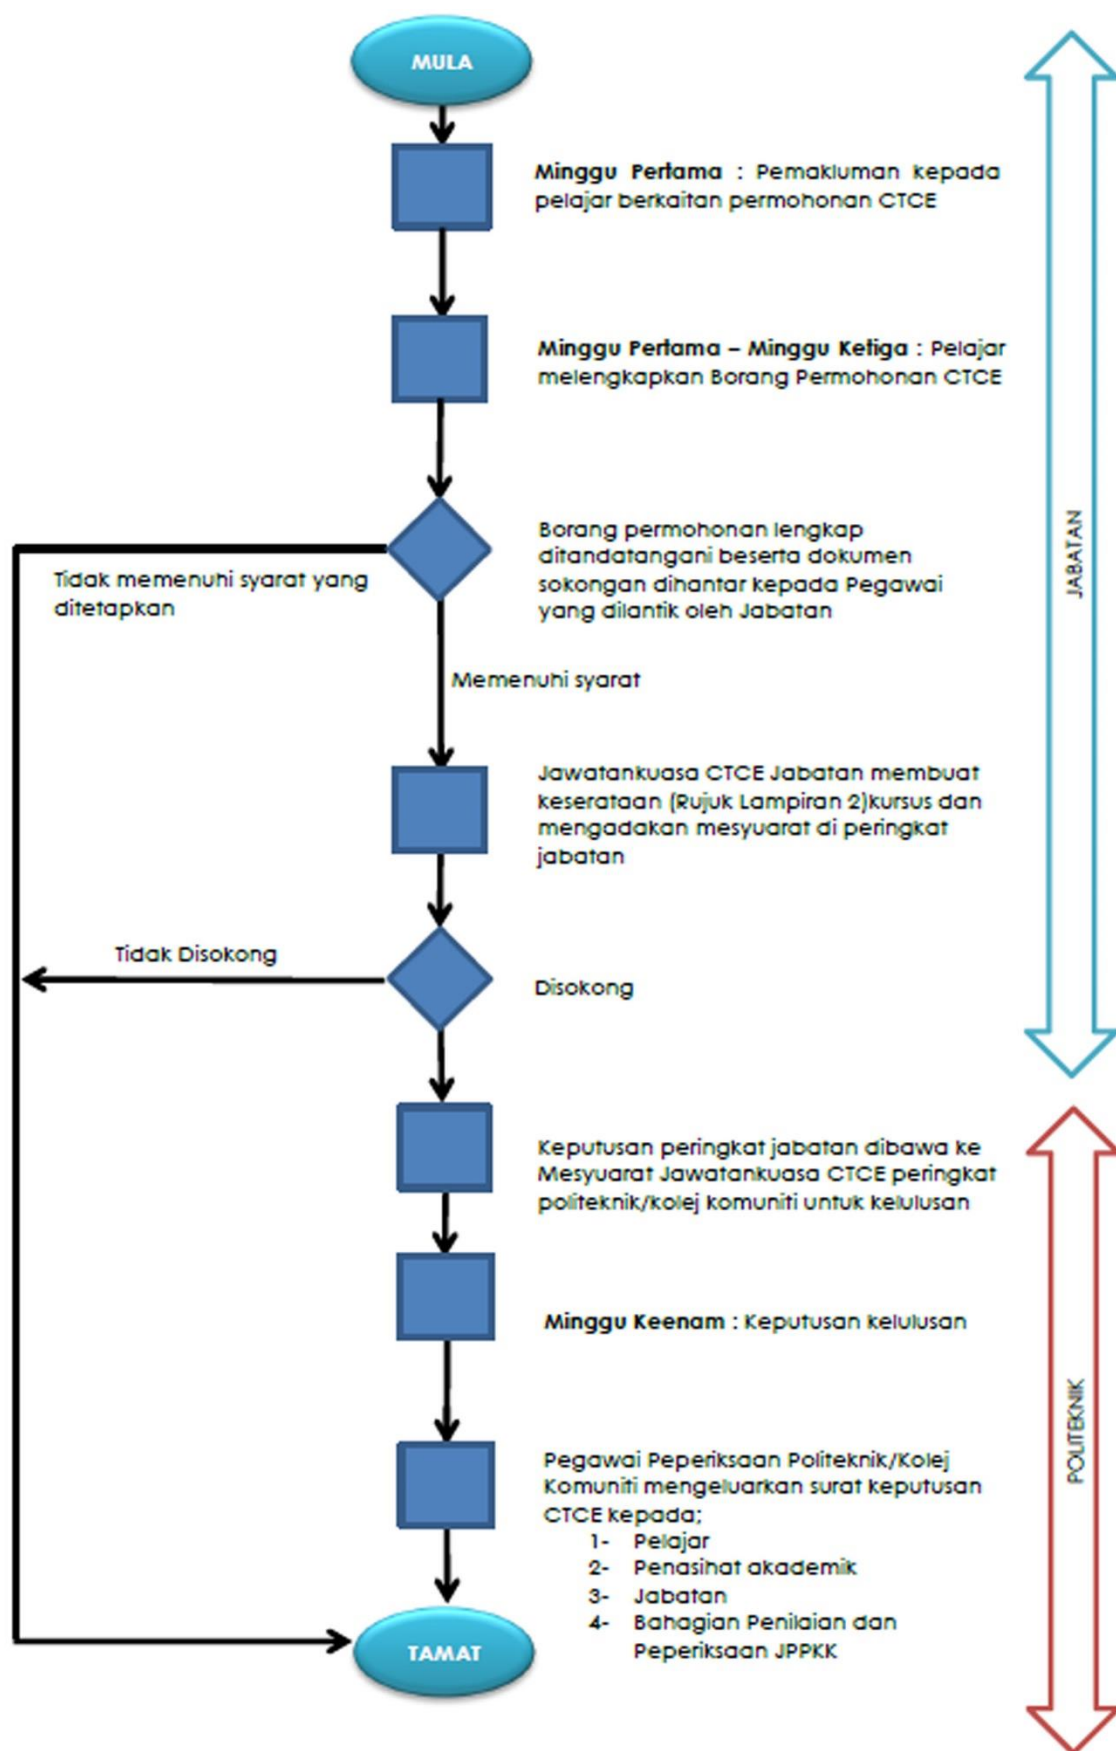 MULA
Minggu Pertama : Pemakluman kepada
pelajar berkaitan permohonan CTCE
Minggu Pertama – Minggu Ketiga : Pelajar
melengkapkan Borang Permohonan CTCE
Borang permohonan lengkap
ditandatangani beserta dokumen
sokongan dihantar kepada Pegawai
yang dilantik oleh Jabatan
Tidak memenuhi syarat yang
ditetapkan
Memenuhi syarat
Jawatankuasa CTCE Jabatan membuat
keserataan (Rujuk Lampiran 2)kursus dan
mengadakan mesyuarat di peringkat
jabatan
Tidak Disokong
Disokong
JABATAN
Keputusan peringkat jabatan dibawa ke
Mesyuarat Jawatankuasa CTCE peringkat
politeknik/kolej komuniti untuk kelulusan
Minggu Keenam : Keputusan kelulusan
Pegawai Peperiksaan Politeknik/Kolej
Komuniti mengeluarkan surat keputusan
CTCE kepada;
1- Pelajar
2- Penasihat akademik
3- Jabatan
4- Bahagian Penilaian dan
Peperiksaan JPPKK
TAMAT
POLITEKNIK